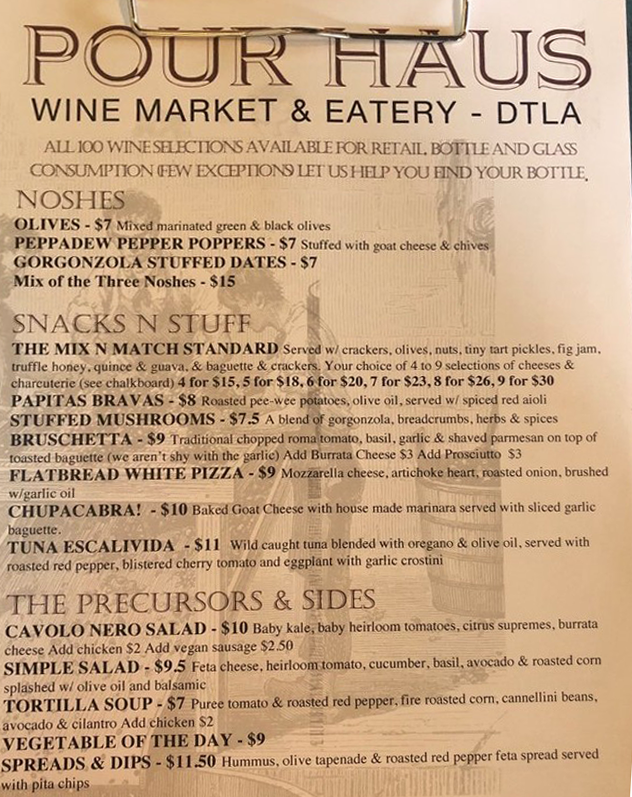 POUR HAUS
WINE MARKET & EATERY - DTLA
ALL 100 WINE SELECTIONS AVAILABLE FOR RETAIL, BOTTLE AND GLASS
CONSUMPTION (FEW EXCEPTIONS) LET US HELP YOU FIND YOUR BOTTLE.
NOSHES
OLIVES - $7 Mixed marinated green & black olives
PEPPADEW PEPPER POPPERS - $7 Stuffed with goat cheese & chives
GORGONZOLA STUFFED DATES - $7
Mix of the Three Noshes - $15
SNACKS N STUFF
THE MIX N MATCH STANDARD Served w/ crackers, olives, nuts, tiny tart pickles, fig jam,
truffle honey, quince & guava, & baguette & crackers. Your choice of 4 to 9 selections of cheeses &
charcuterie (see chalkboard) 4 for $15, 5 for $18, 6 for $20, 7 for $23, 8 for $26, 9 for $30
PAPITAS BRAVAS - $8 Roasted pee-wee potatoes, olive oil, served w/ spiced red aioli
STUFFED MUSHROOMS - $7.5 A blend of gorgonzola, breadcrumbs, herbs & spices
BRUSCHETTA - $9 Traditional chopped roma tomato, basil, garlic & shaved parmesan on top of
toasted baguette (we aren't shy with the garlic) Add Burrata Cheese $3 Add Prosciutto $3
FLATBREAD WHITE PIZZA - $9 Mozzarella cheese, artichoke heart, roasted onion, brushed
w/garlic oil
CHUPACABRA! - $10 Baked Goat Cheese with house made marinara served with sliced garlic
baguette.
TUNA ESCALIVIDA - $11 Wild caught tuna blended with oregano & olive oil, served with
roasted red pepper, blistered cherry tomato and eggplant with garlic crostini
THE PRECURSORS & SIDES
CAVOLO NERO SALAD - $10 Baby kale, baby heirloom tomatoes, citrus supremes, burrata
cheese Add chicken $2 Add vegan sausage $2.50
SIMPLE SALAD - $9.5 Feta cheese, heirloom tomato, cucumber, basil, avocado & roasted corn
splashed w/ olive oil and balsamic
TORTILLA SOUP - $7 Puree tomato & roasted red pepper, fire roasted corn, cannellini beans,
avocado & cilantro Add chicken $2
VEGETABLE OF THE DAY - $9
SPREADS & DIPS - $11.50 Hummus, olive tapenade & roasted red pepper feta spread served
with pita chips